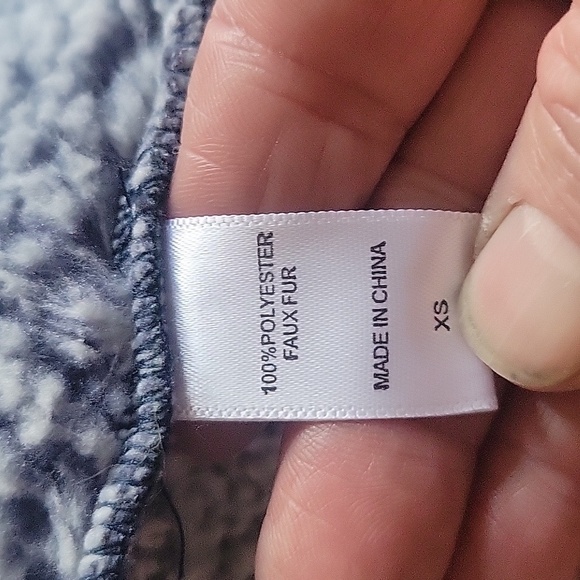 100%POLYESTER
FAUX FUR
MADE IN CHINA
XS